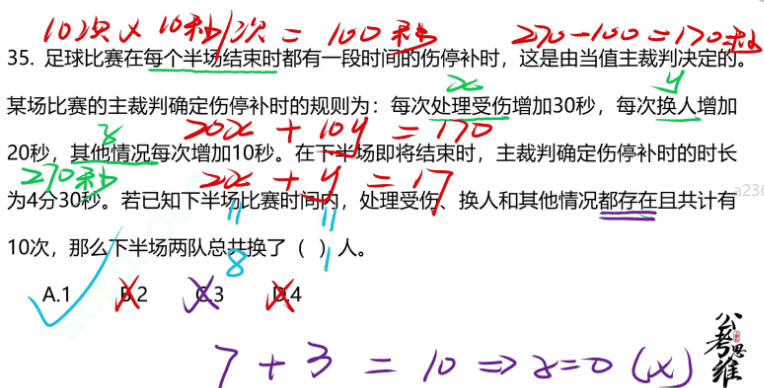 10次×10秒/次=100秒 270-100=170秒
35. 足球比赛在每个半场结束时都有一段时间的伤停补时，这是由当值主裁判决定的。
x y
某场比赛的主裁判确定伤停补时的规则为：每次处理受伤增加30秒，每次换人增加
z 20x+10y=170
20秒，其他情况每次增加10秒。在下半场即将结束时，主裁判确定伤停补时的时长
270秒 2x+y=17
为4分30秒。若已知下半场比赛时间内，处理受伤、换人和其他情况都存在且共计有
a236
10次，那么下半场两队总共换了（ ）人。
8 1
A.1 B.2 C.3 D.4
7+3=10⇒z=0(×)
公考思维